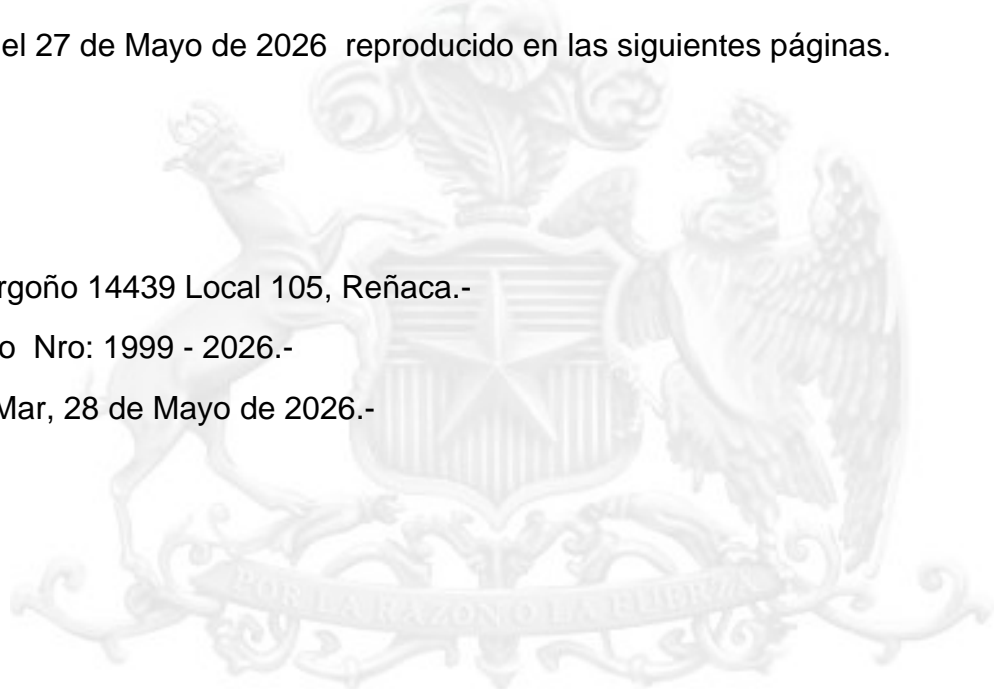 el 27 de Mayo de 2026  reproducido en las siguientes páginas.
rgoño 14439 Local 105, Reñaca.-
o  Nro: 1999 - 2026.-
Mar, 28 de Mayo de 2026.-
POR LA RAZON O LA FUERZA